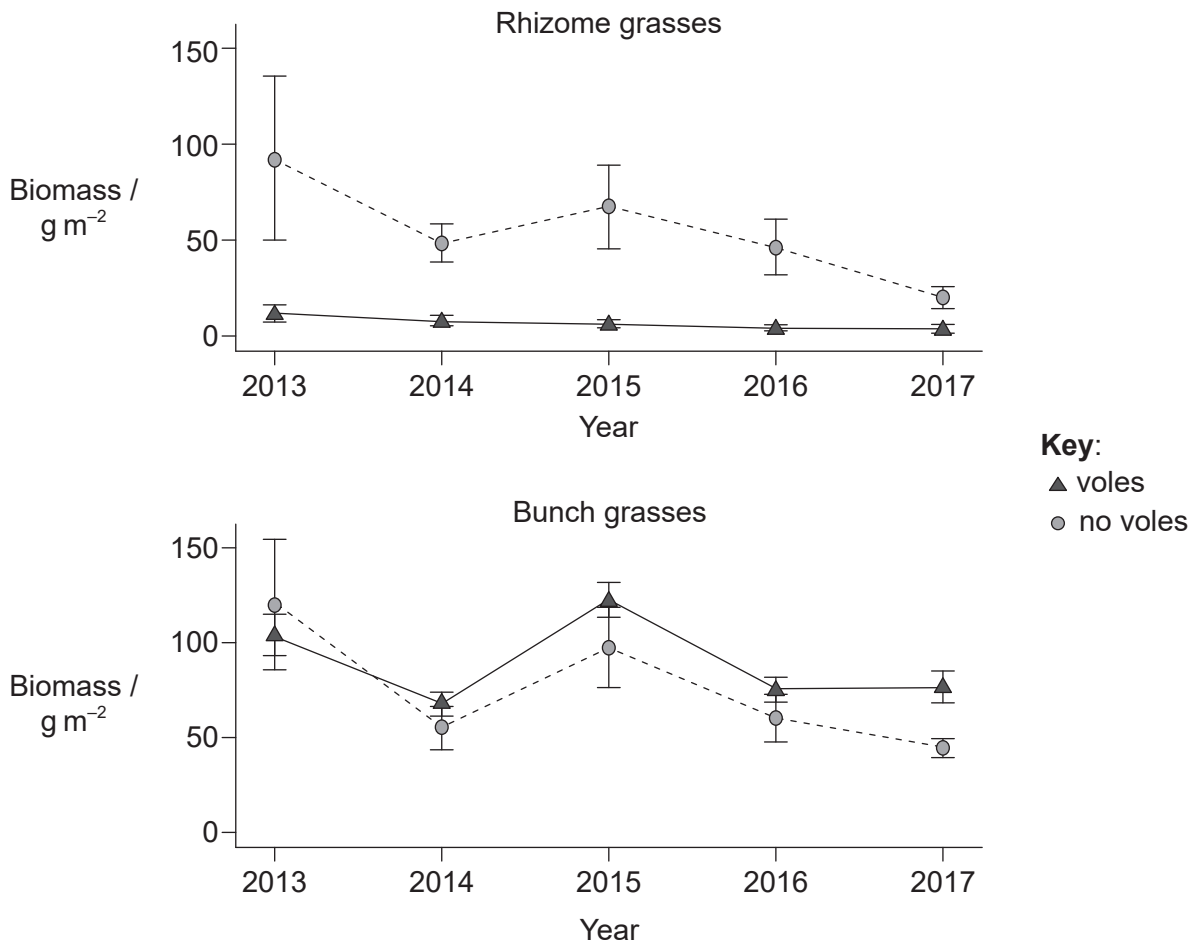 Rhizome grasses
150
100
Biomass /
g m⁻²
50
0
2013 2014 2015 2016 2017
Year
Key:
voles
no voles
Bunch grasses
150
100
Biomass /
g m⁻²
50
0
2013 2014 2015 2016 2017
Year